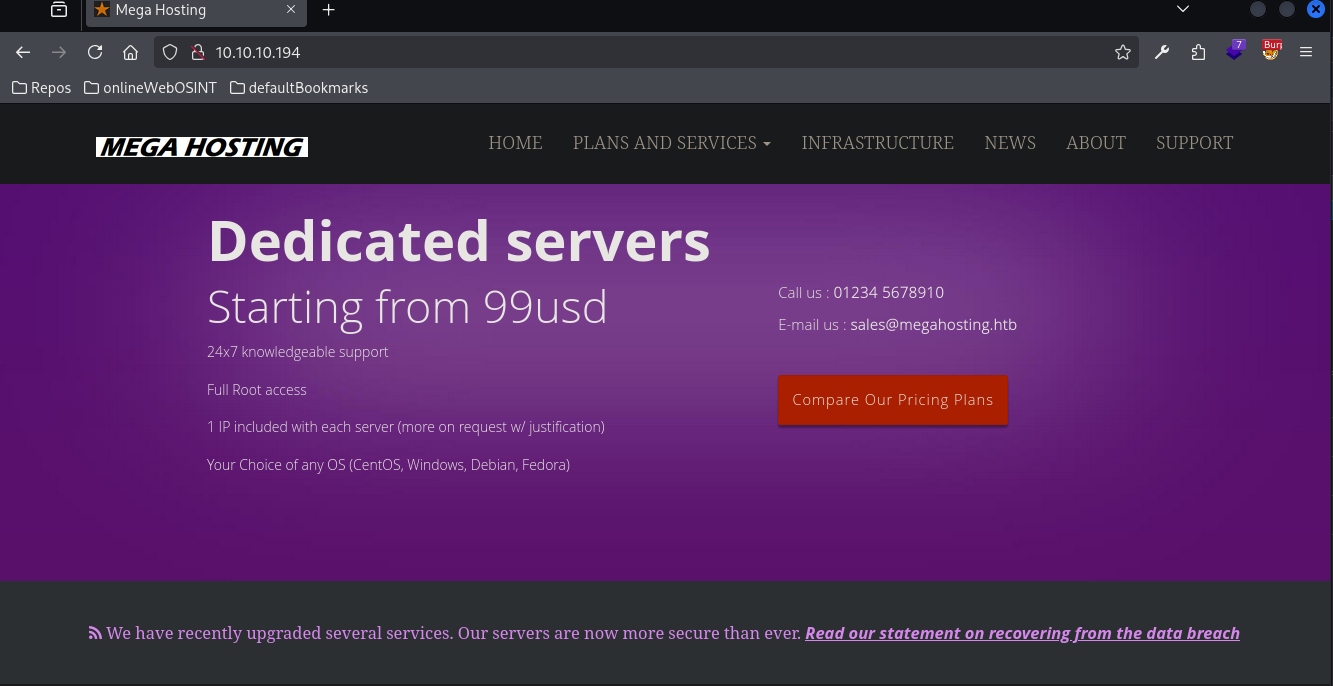 Mega Hosting
10.10.10.194
7
Repos onlineWebOSINT defaultBookmarks
MEGA HOSTING
HOME PLANS AND SERVICES INFRASTRUCTURE NEWS ABOUT SUPPORT
Dedicated servers
Starting from 99usd
24x7 knowledgeable support
Full Root access
1 IP included with each server (more on request w/ justification)
Your Choice of any OS (CentOS, Windows, Debian, Fedora)
Call us : 01234 5678910
E-mail us : sales@megahosting.htb
Compare Our Pricing Plans
We have recently upgraded several services. Our servers are now more secure than ever. Read our statement on recovering from the data breach